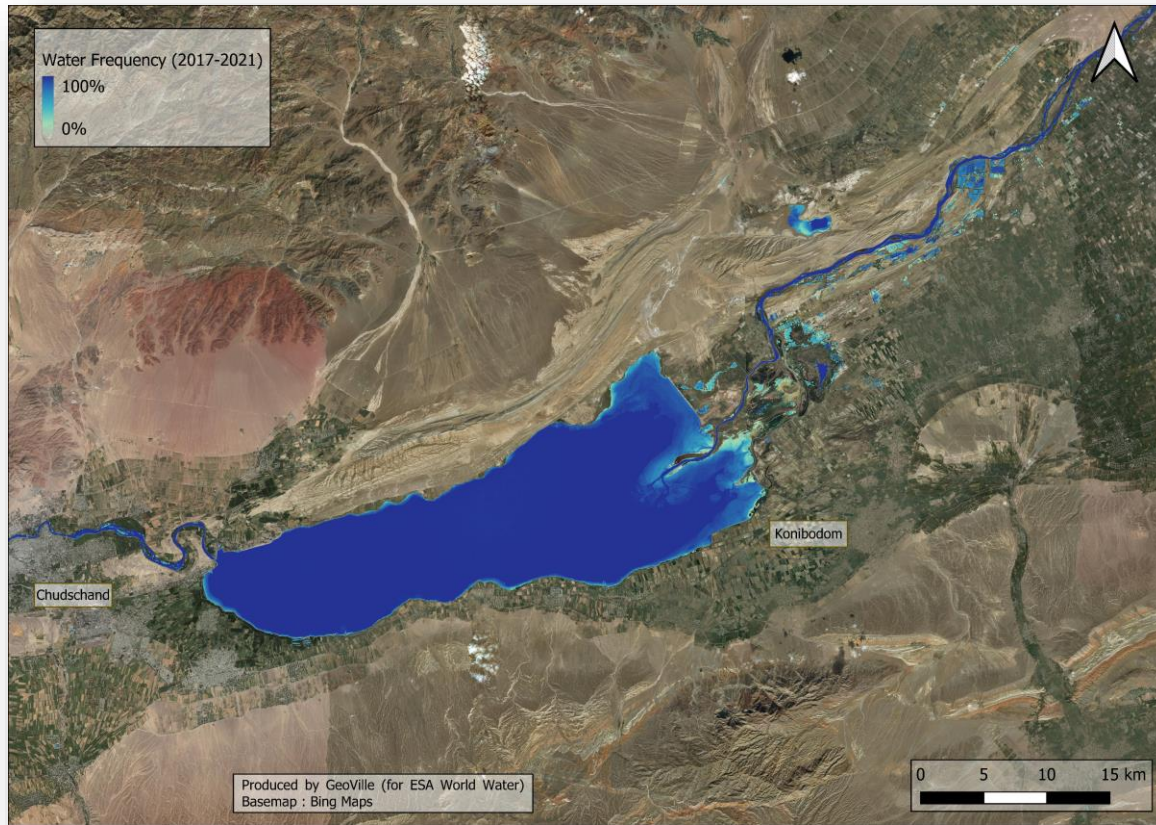 Water Frequency (2017-2021)
100%
0%
Konibodom
Chudschand
Produced by GeoVille (for ESA World Water)
Basemap : Bing Maps
0 5 10 15 km